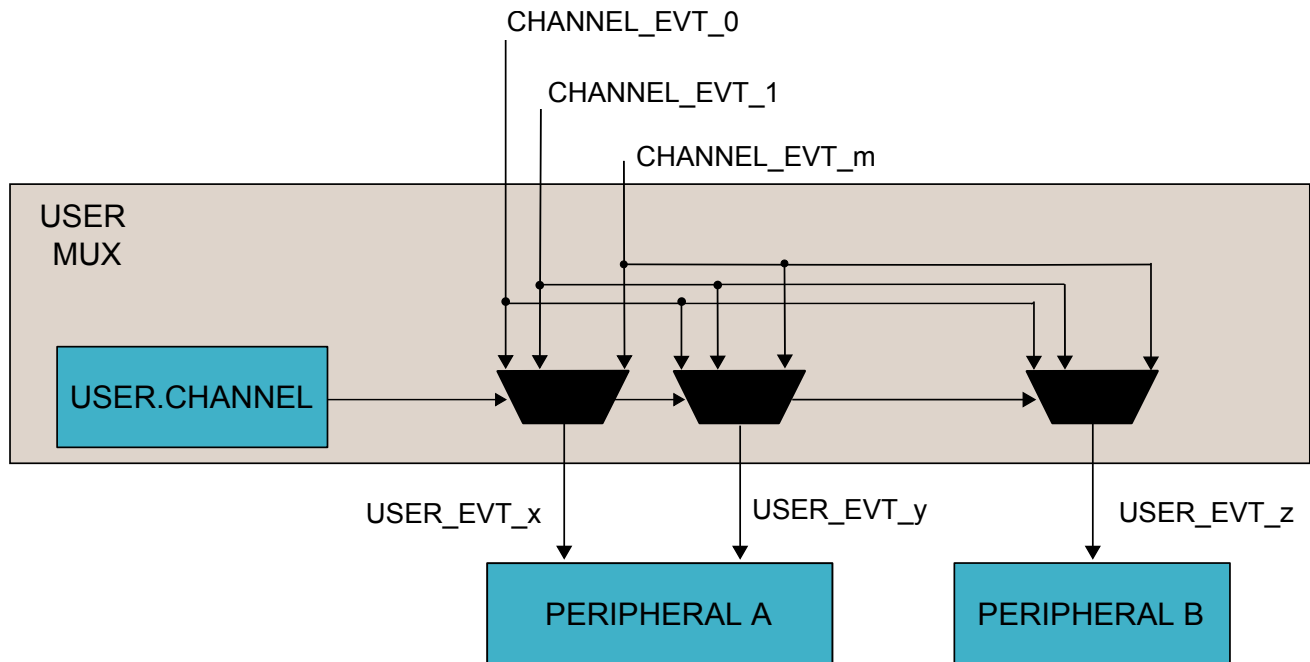 CHANNEL_EVT_0
CHANNEL_EVT_1
CHANNEL_EVT_m
USER
MUX
USER.CHANNEL
USER_EVT_x
USER_EVT_y
USER_EVT_z
PERIPHERAL A
PERIPHERAL B